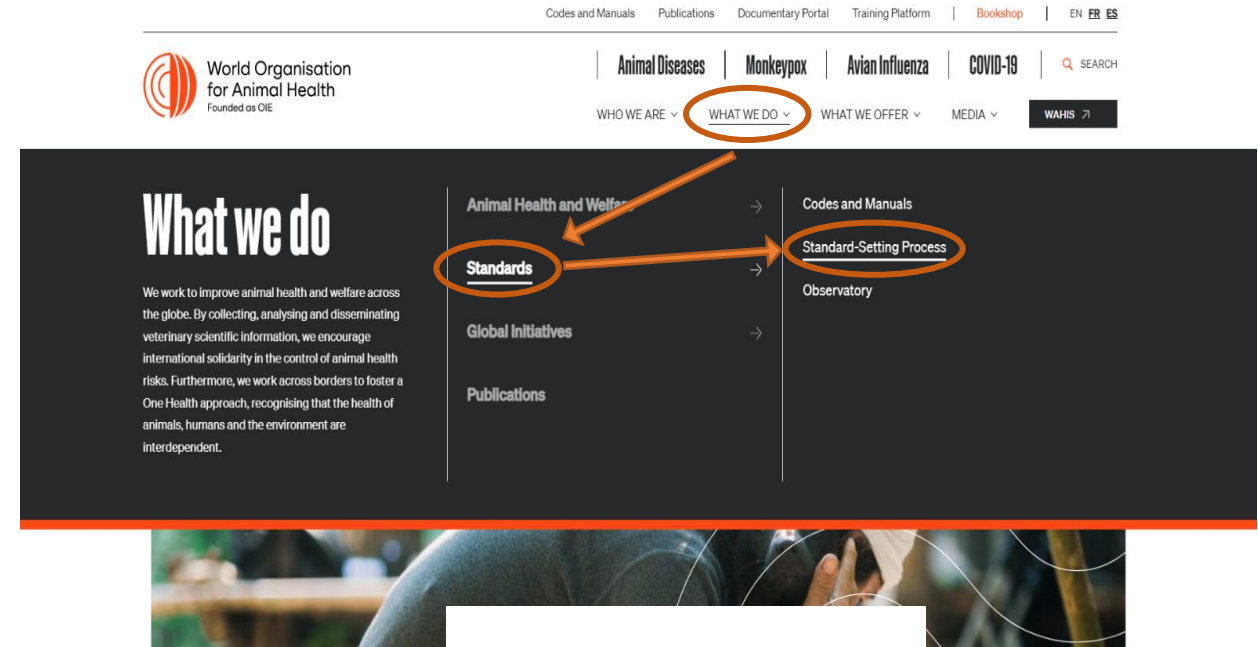 Codes and Manuals Publications Documentary Portal Training Platform | Bookshop | EN FR ES
World Organisation
for Animal Health
Founded as OIE
Animal Diseases | Monkeypox | Avian Influenza | COVID-19 | SEARCH
WHO WE ARE WHAT WE DO WHAT WE OFFER MEDIA WAHIS
What we do
We work to improve animal health and welfare across
the globe. By collecting, analysing and disseminating
veterinary scientific information, we encourage
international solidarity in the control of animal health
risks. Furthermore, we work across borders to foster a
One Health approach, recognising that the health of
animals, humans and the environment are
interdependent.
Animal Health and Welfare
Standards
Global Initiatives
Publications
Codes and Manuals
Standard-Setting Process
Observatory